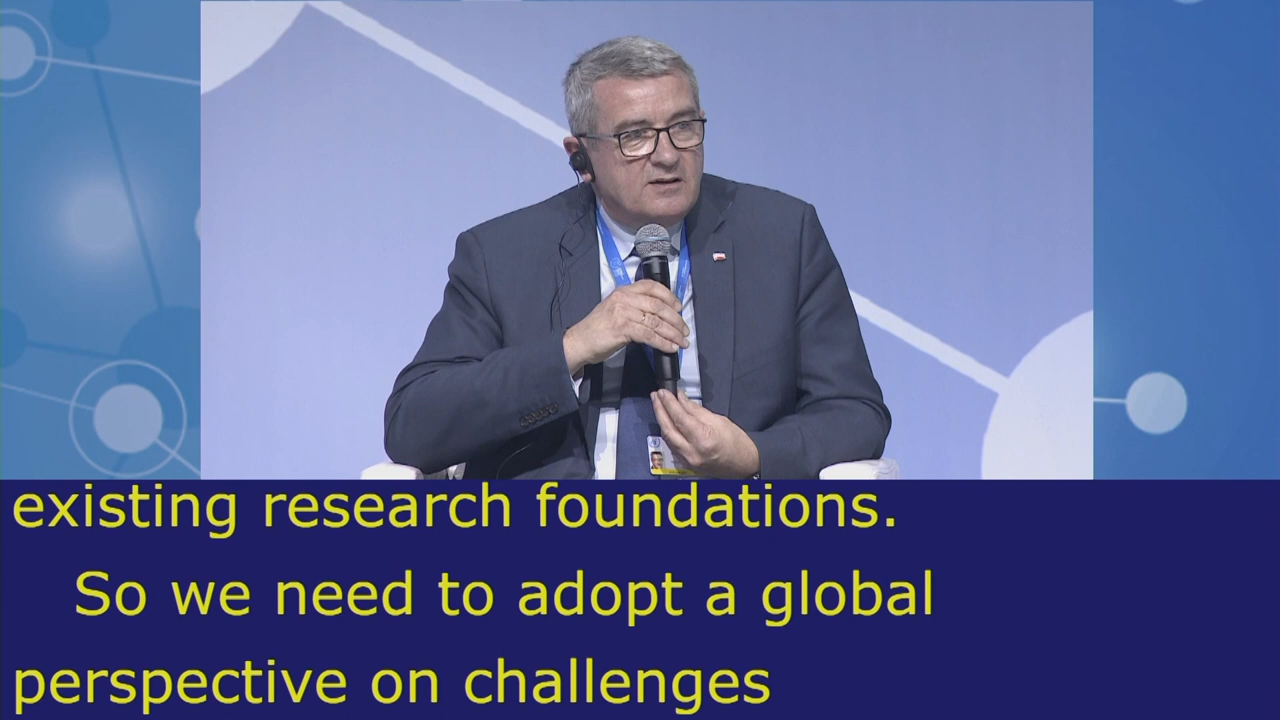 existing research foundations.
So we need to adopt a global
perspective on challenges